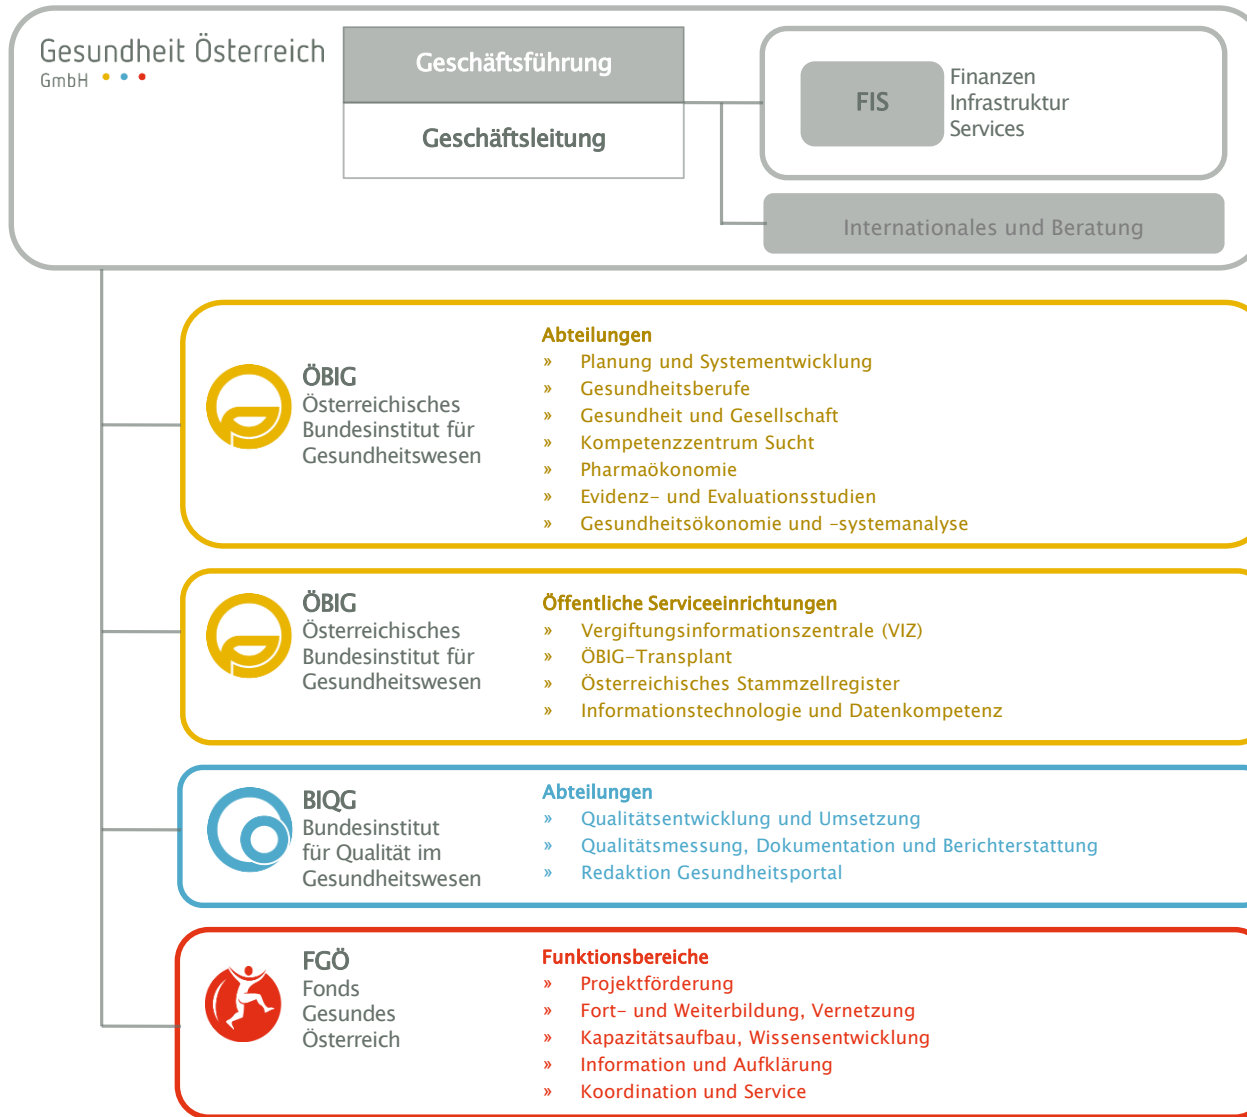 Gesundheit Österreich
GmbH
Geschäftsführung
Geschäftsleitung
FIS
Finanzen
Infrastruktur
Services
Internationales und Beratung
ÖBIG
Österreichisches
Bundesinstitut für
Gesundheitswesen
Abteilungen
» Planung und Systementwicklung
» Gesundheitsberufe
» Gesundheit und Gesellschaft
» Kompetenzzentrum Sucht
» Pharmaökonomie
» Evidenz- und Evaluationsstudien
» Gesundheitsökonomie und -systemanalyse
ÖBIG
Österreichisches
Bundesinstitut für
Gesundheitswesen
Öffentliche Serviceeinrichtungen
» Vergiftungsinformationszentrale (VIZ)
» ÖBIG-Transplant
» Österreichisches Stammzellregister
» Informationstechnologie und Datenkompetenz
BIQG
Bundesinstitut
für Qualität im
Gesundheitswesen
Abteilungen
» Qualitätsentwicklung und Umsetzung
» Qualitätsmessung, Dokumentation und Berichterstattung
» Redaktion Gesundheitsportal
FGÖ
Fonds
Gesundes
Österreich
Funktionsbereiche
» Projektförderung
» Fort- und Weiterbildung, Vernetzung
» Kapazitätsaufbau, Wissensentwicklung
» Information und Aufklärung
» Koordination und Service